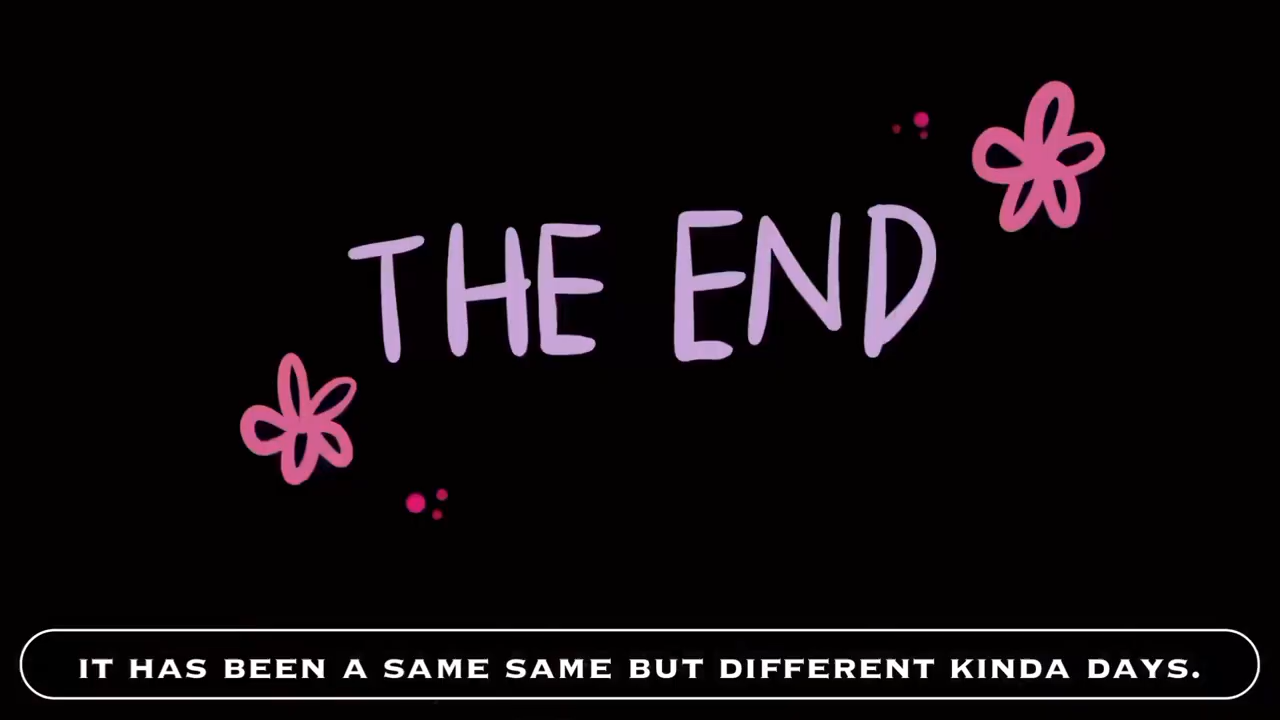 THE END
IT HAS BEEN A SAME SAME BUT DIFFERENT KINDA DAYS.